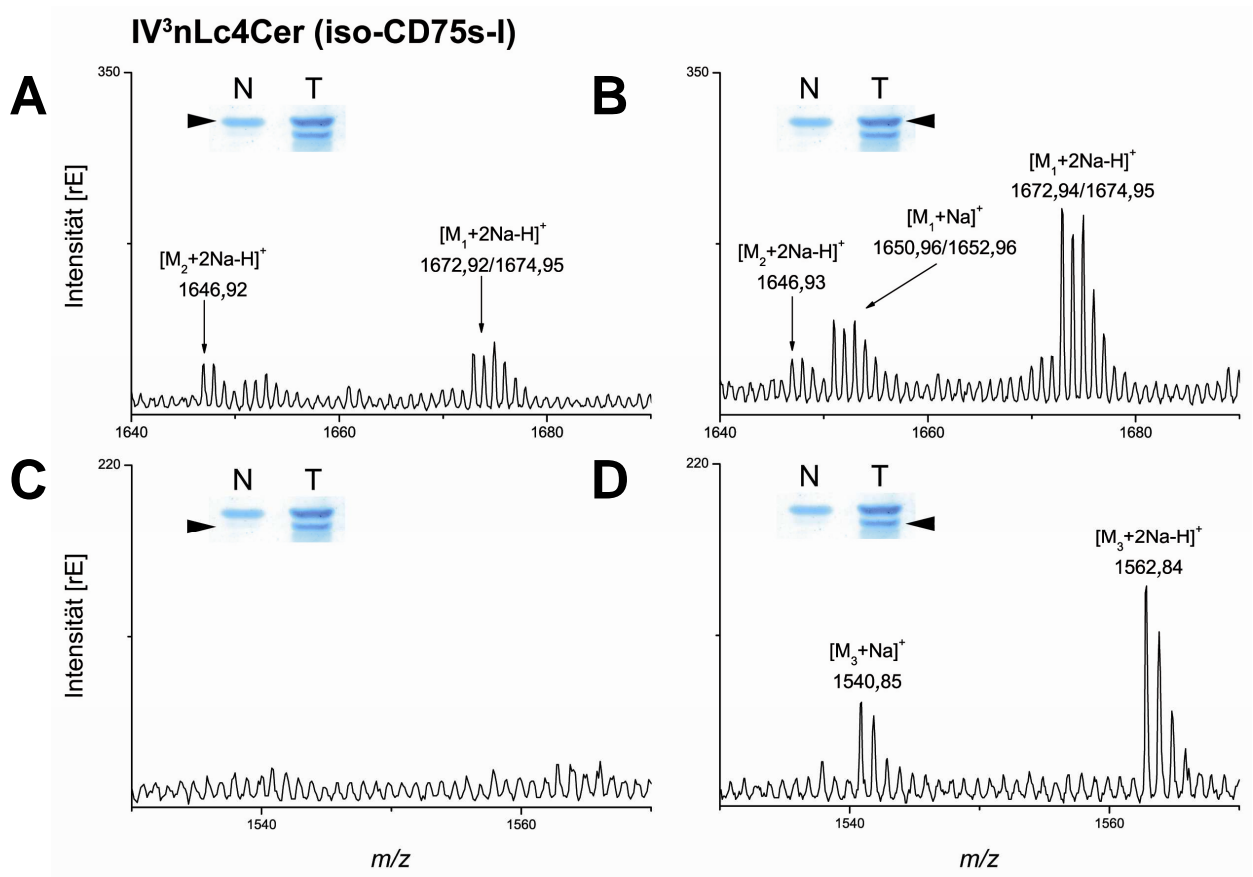 IV³nLc4Cer (iso-CD75s-I)
A
350
N T
Intensität [rE]
[M₂+2Na-H]⁺
1646,92
[M₁+2Na-H]⁺
1672,92/1674,95
1640 1660 1680
B
350
N T
[M₂+2Na-H]⁺
1646,93
[M₁+Na]⁺
1650,96/1652,96
[M₁+2Na-H]⁺
1672,94/1674,95
1640 1660 1680
C
220
N T
Intensität [rE]
1540 1560
m/z
D
220
N T
[M₃+Na]⁺
1540,85
[M₃+2Na-H]⁺
1562,84
1540 1560
m/z